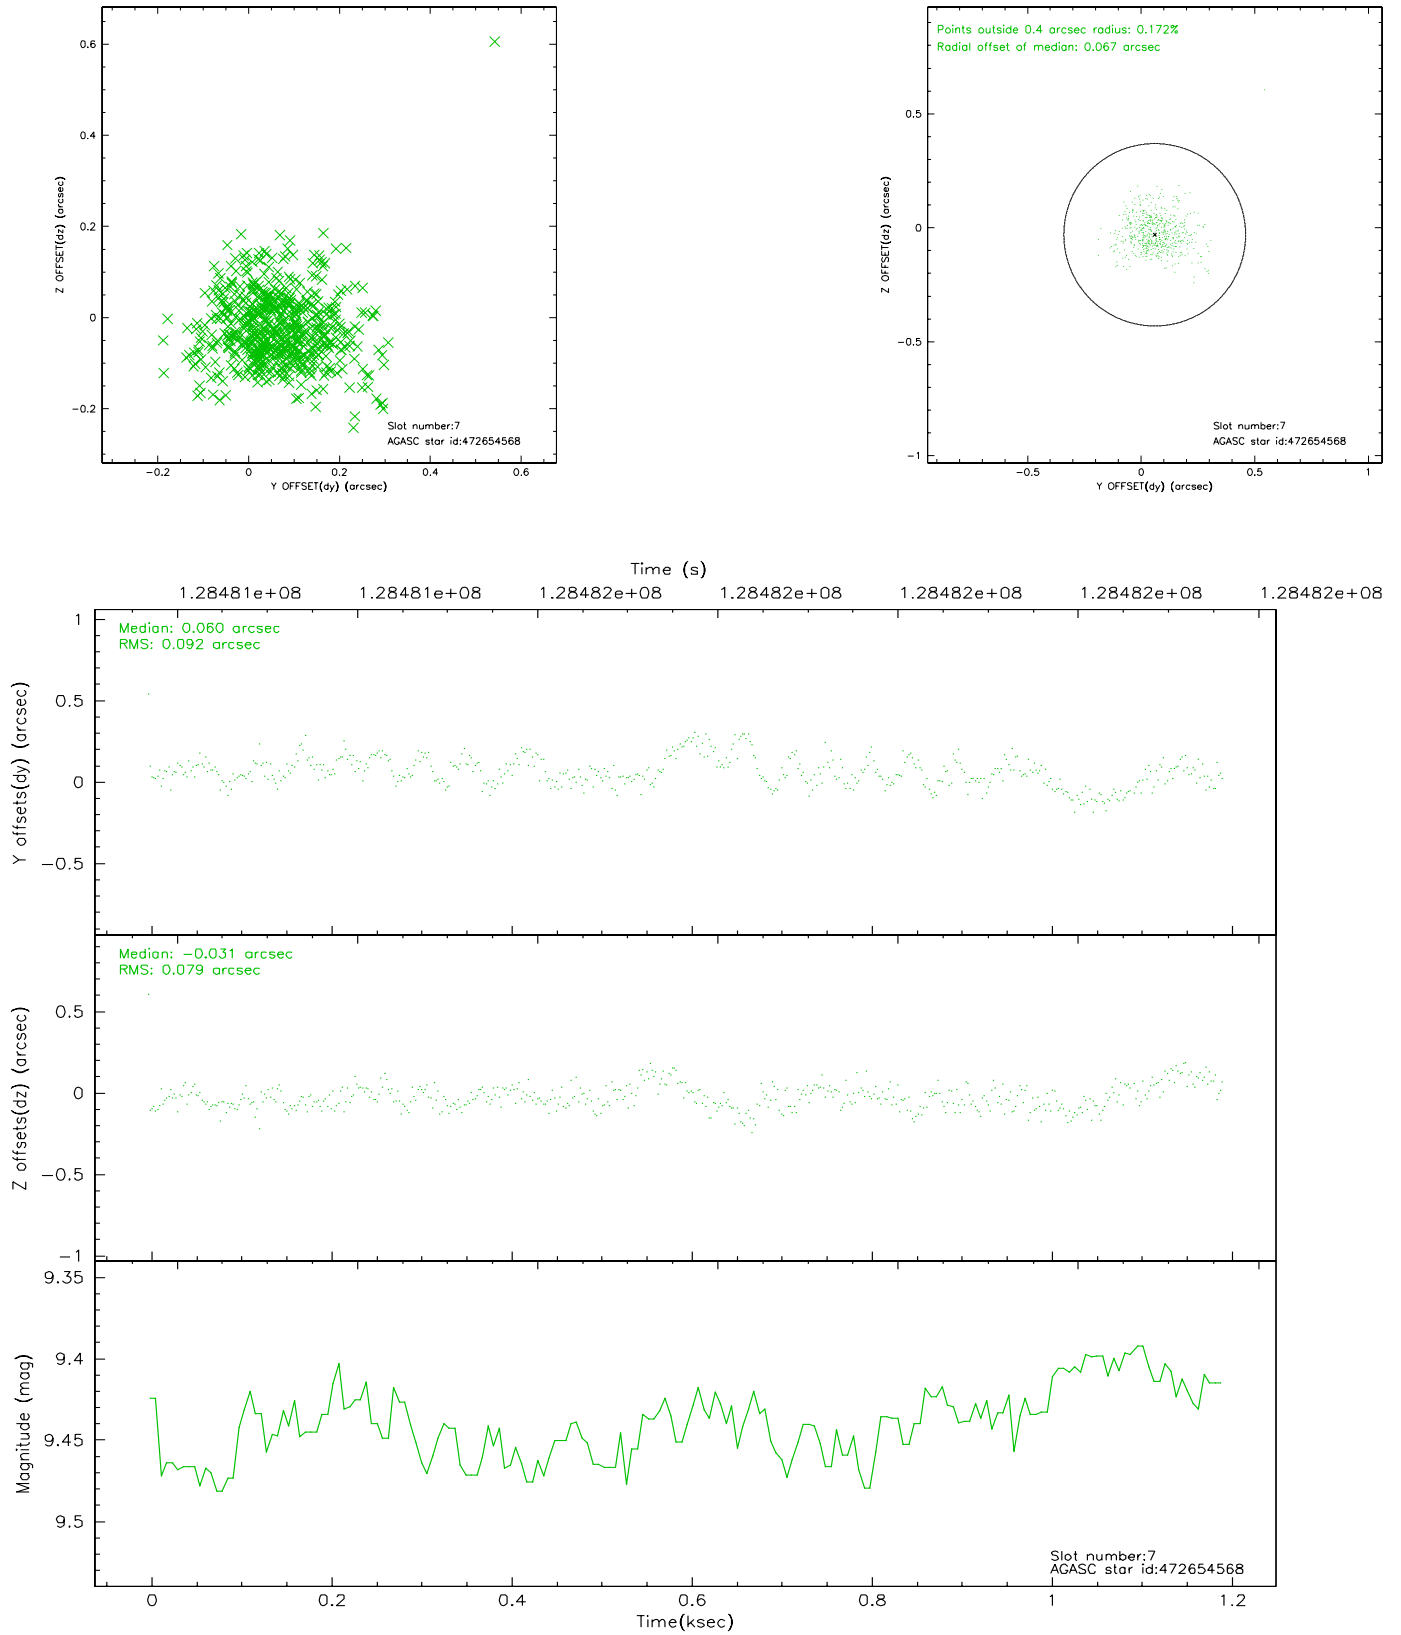 0.6
0.4
0.2
0
−0.2
Z OFFSET(dz) (arcsec)
Slot number:7
AGASC star id:472654568
−0.2 0 0.2 0.4 0.6
Y OFFSET(dy) (arcsec)
Points outside 0.4 arcsec radius: 0.172%
Radial offset of median: 0.067 arcsec
0.5
0
−0.5
−1
Z OFFSET(dz) (arcsec)
Slot number:7
AGASC star id:472654568
−0.5 0 0.5 1
Y OFFSET(dy) (arcsec)
Time (s)
1.28481e+08 1.28481e+08 1.28482e+08 1.28482e+08 1.28482e+08 1.28482e+08 1.28482e+08
Median: 0.060 arcsec
RMS: 0.092 arcsec
1
0.5
0
−0.5
Y offsets(dy) (arcsec)
Median: −0.031 arcsec
RMS: 0.079 arcsec
0.5
0
−0.5
−1
Z offsets(dz) (arcsec)
9.35
9.4
9.45
9.5
Magnitude (mag)
Slot number:7
AGASC star id:472654568
0 0.2 0.4 0.6 0.8 1 1.2
Time(ksec)